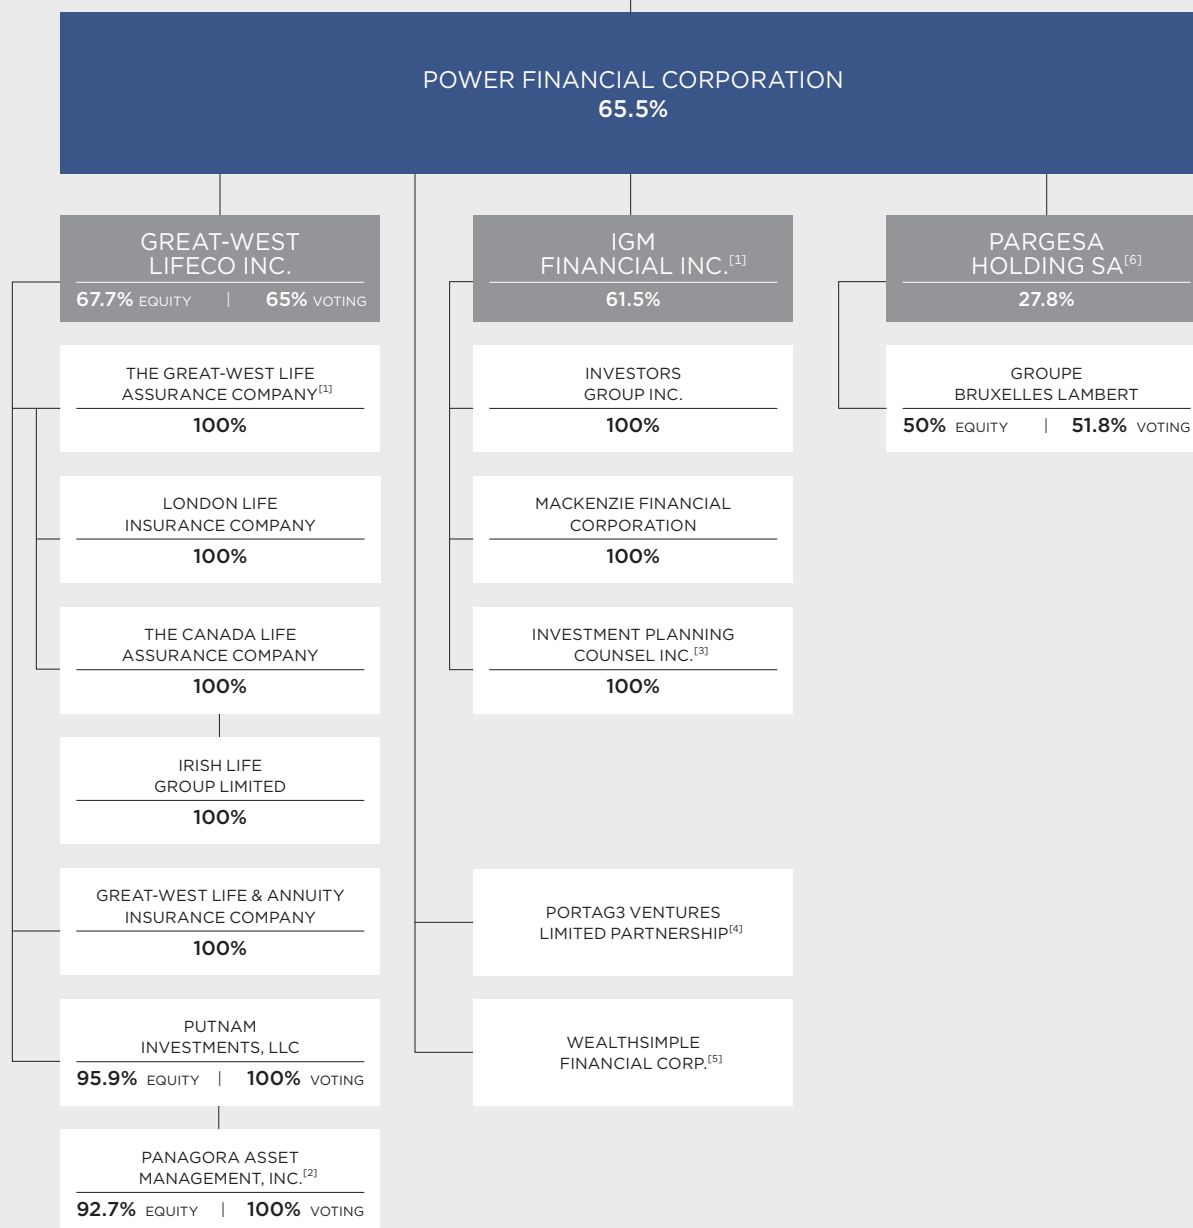 POWER FINANCIAL CORPORATION
65.5%
GREAT-WEST
LIFECO INC.
67.7% EQUITY | 65% VOTING
THE GREAT-WEST LIFE
ASSURANCE COMPANY[1]
100%
LONDON LIFE
INSURANCE COMPANY
100%
THE CANADA LIFE
ASSURANCE COMPANY
100%
IRISH LIFE
GROUP LIMITED
100%
GREAT-WEST LIFE & ANNUITY
INSURANCE COMPANY
100%
PUTNAM
INVESTMENTS, LLC
95.9% EQUITY | 100% VOTING
PANAGORA ASSET
MANAGEMENT, INC.[2]
92.7% EQUITY | 100% VOTING
IGM
FINANCIAL INC.[1]
61.5%
INVESTORS
GROUP INC.
100%
MACKENZIE FINANCIAL
CORPORATION
100%
INVESTMENT PLANNING
COUNSEL INC.[3]
100%
PORTAG3 VENTURES
LIMITED PARTNERSHIP[4]
WEALTHSIMPLE
FINANCIAL CORP.[5]
PARGESA
HOLDING SA[6]
27.8%
GROUPE
BRUXELLES LAMBERT
50% EQUITY | 51.8% VOTING